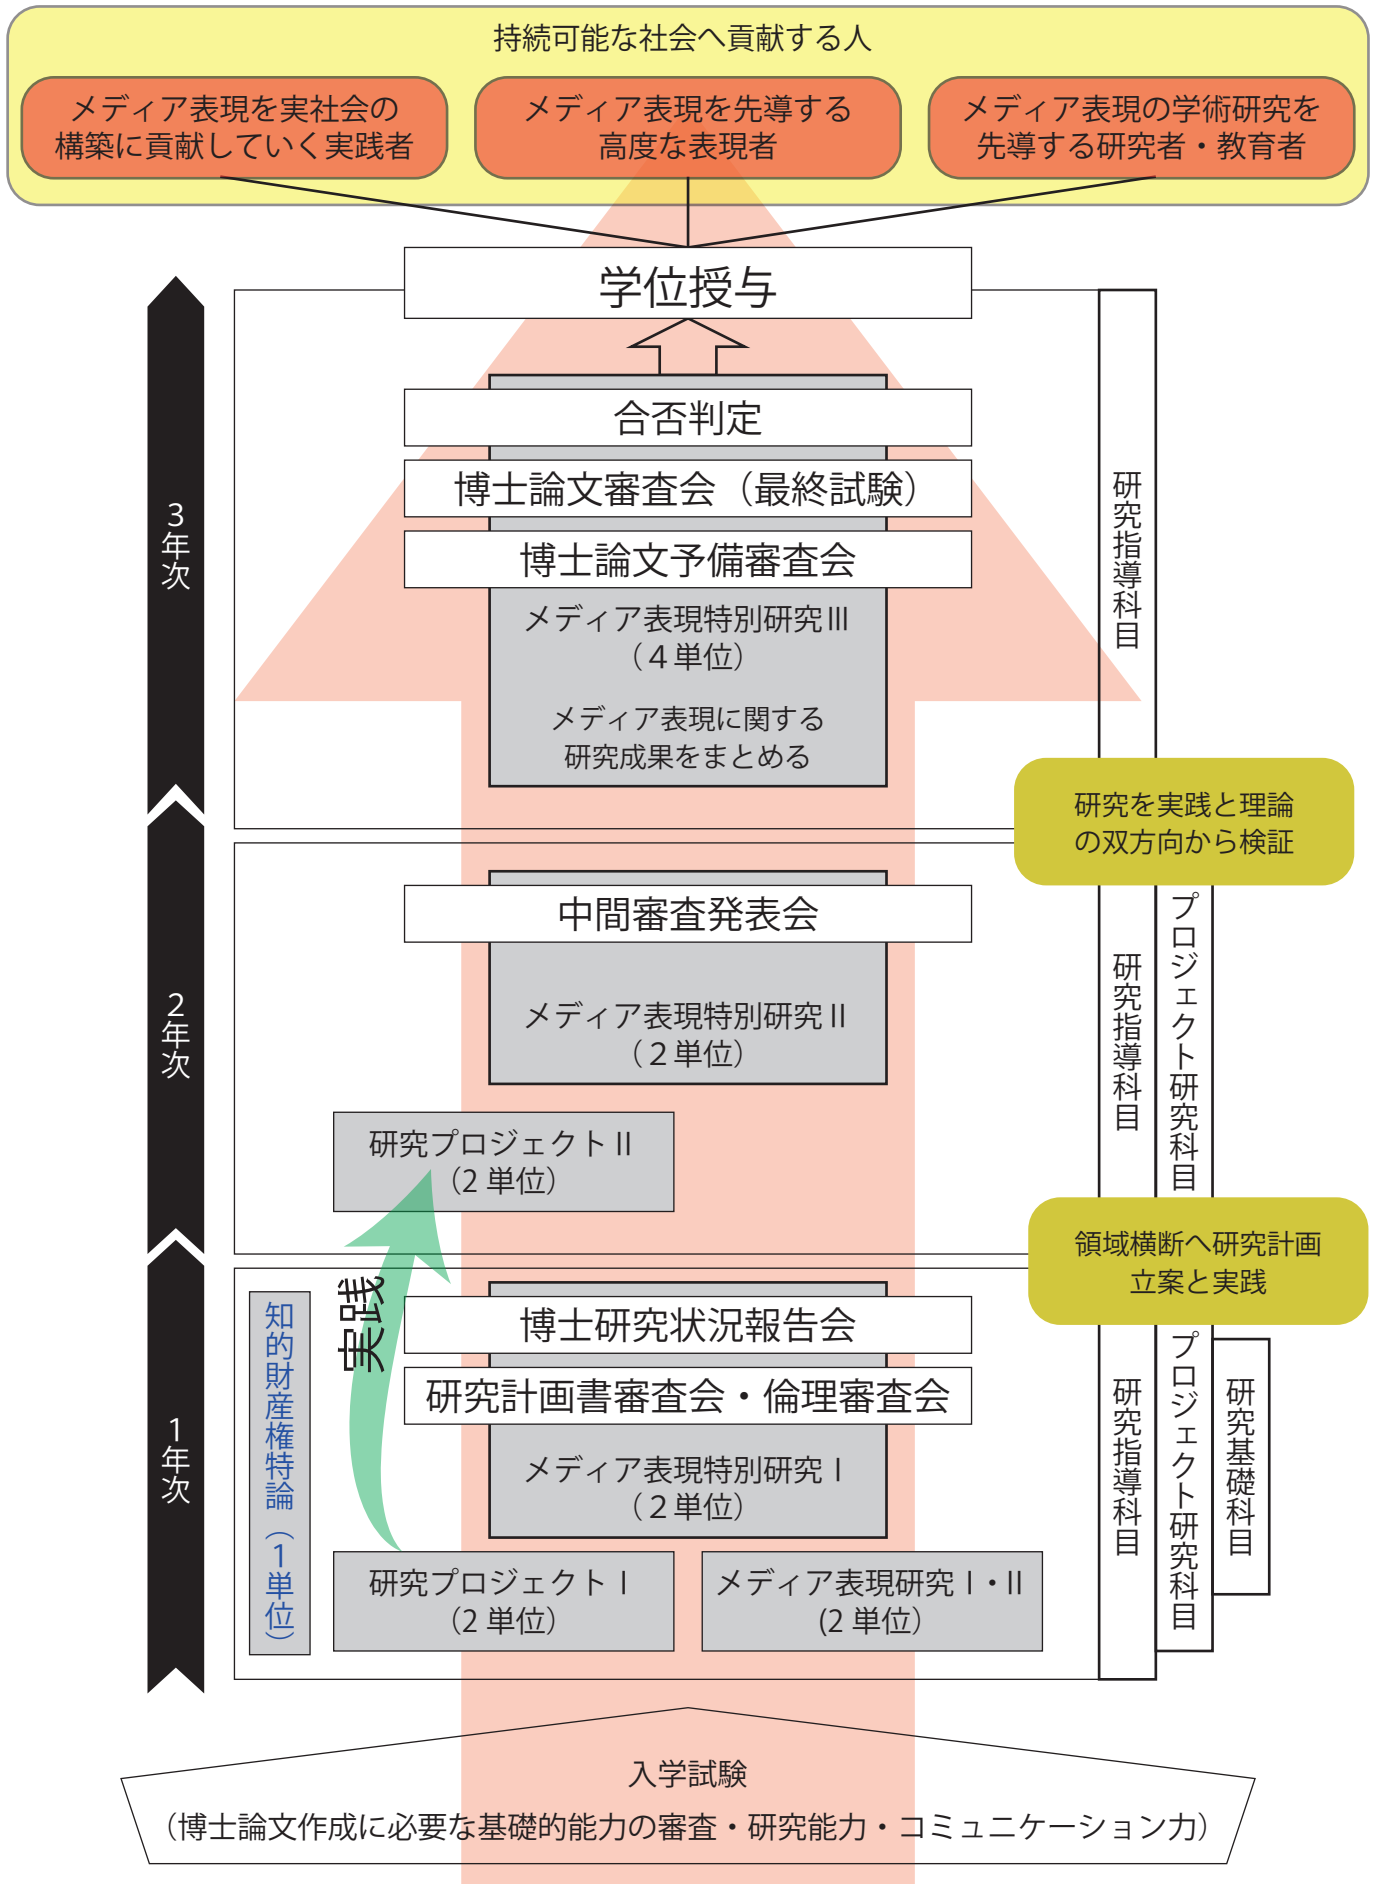 持続可能な社会へ貢献する人
メディア表現を実社会の
構築に貢献していく実践者
メディア表現を先導する
高度な表現者
メディア表現の学術研究を
先導する研究者・教育者
学位授与
合否判定
博士論文審査会（最終試験）
博士論文予備審査会
メディア表現特別研究Ⅲ
（４単位）
メディア表現に関する
研究成果をまとめる
3年次
研究指導科目
研究を実践と理論
の双方向から検証
中間審査発表会
メディア表現特別研究Ⅱ
（２単位）
研究プロジェクトⅡ
（2 単位）
2年次
研究指導科目
プロジェクト研究科目
領域横断へ研究計画
立案と実践
実践
博士研究状況報告会
研究計画書審査会・倫理審査会
メディア表現特別研究Ⅰ
（２単位）
研究プロジェクトⅠ
（2 単位）
メディア表現研究Ⅰ・Ⅱ
(2 単位）
知的財産権特論（1単位）
1年次
研究指導科目
プロジェクト研究科目
研究基礎科目
入学試験
（博士論文作成に必要な基礎的能力の審査・研究能力・コミュニケーション力）